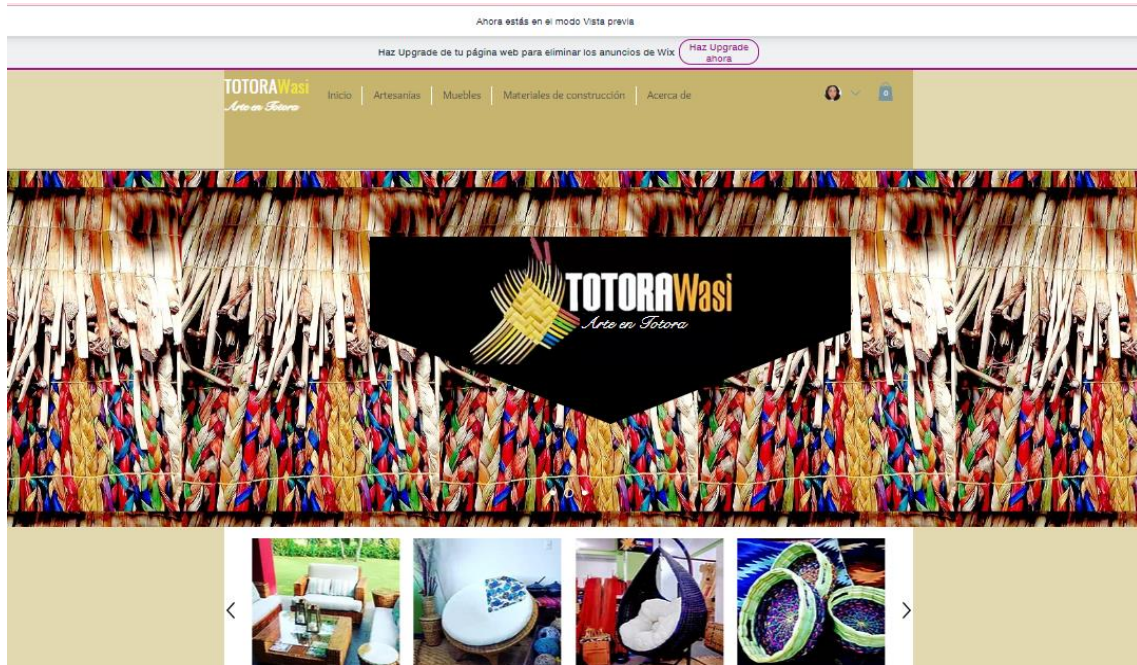 Ahora estás en el modo Vista previa
Haz Upgrade de tu página web para eliminar los anuncios de Wix
Haz Upgrade
ahora
TOTORAWasi
Arte en Totora
Inicio
Artesanías
Muebles
Materiales de construcción
Acerca de
0
TOTORAWasi
Arte en Totora